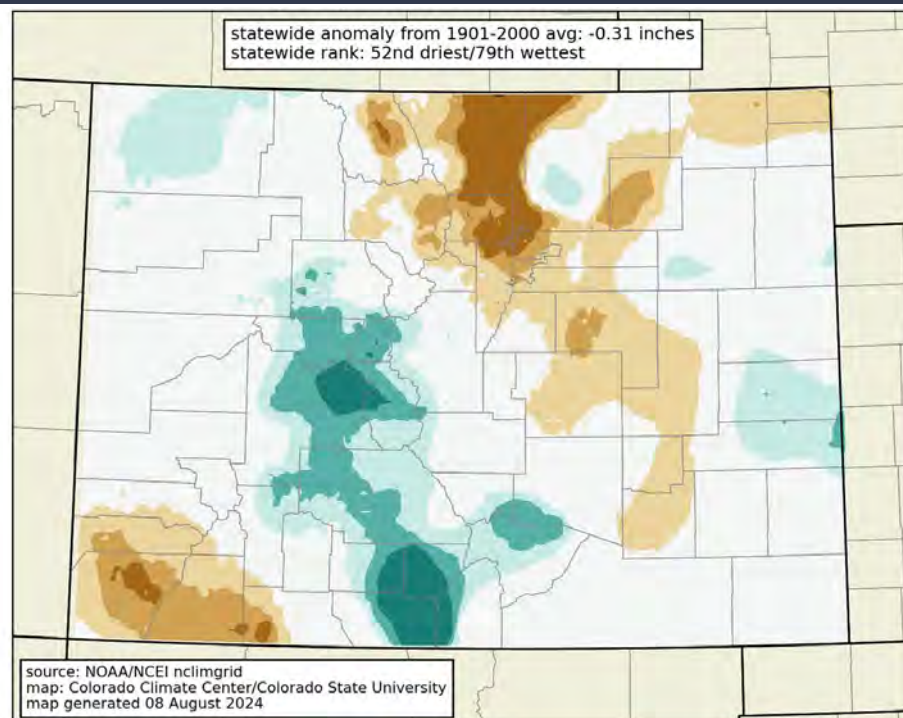 statewide anomaly from 1901-2000 avg: -0.31 inches
statewide rank: 52nd driest/79th wettest
source: NOAA/NCEI nclimgrid
map: Colorado Climate Center/Colorado State University
map generated 08 August 2024